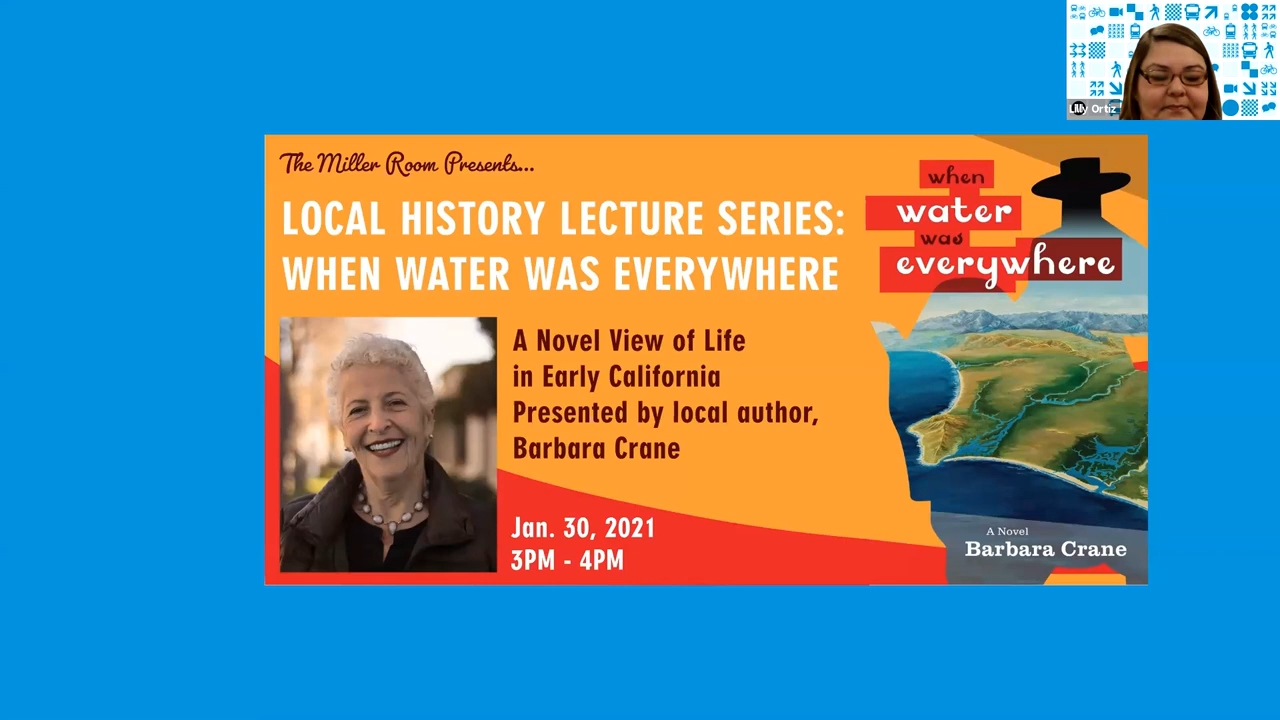 Lilly Ortiz
The Miller Room Presents...
LOCAL HISTORY LECTURE SERIES:
WHEN WATER WAS EVERYWHERE
when
water
was
everywhere
A Novel View of Life
in Early California
Presented by local author,
Barbara Crane
Jan. 30, 2021
3PM - 4PM
A Novel
Barbara Crane